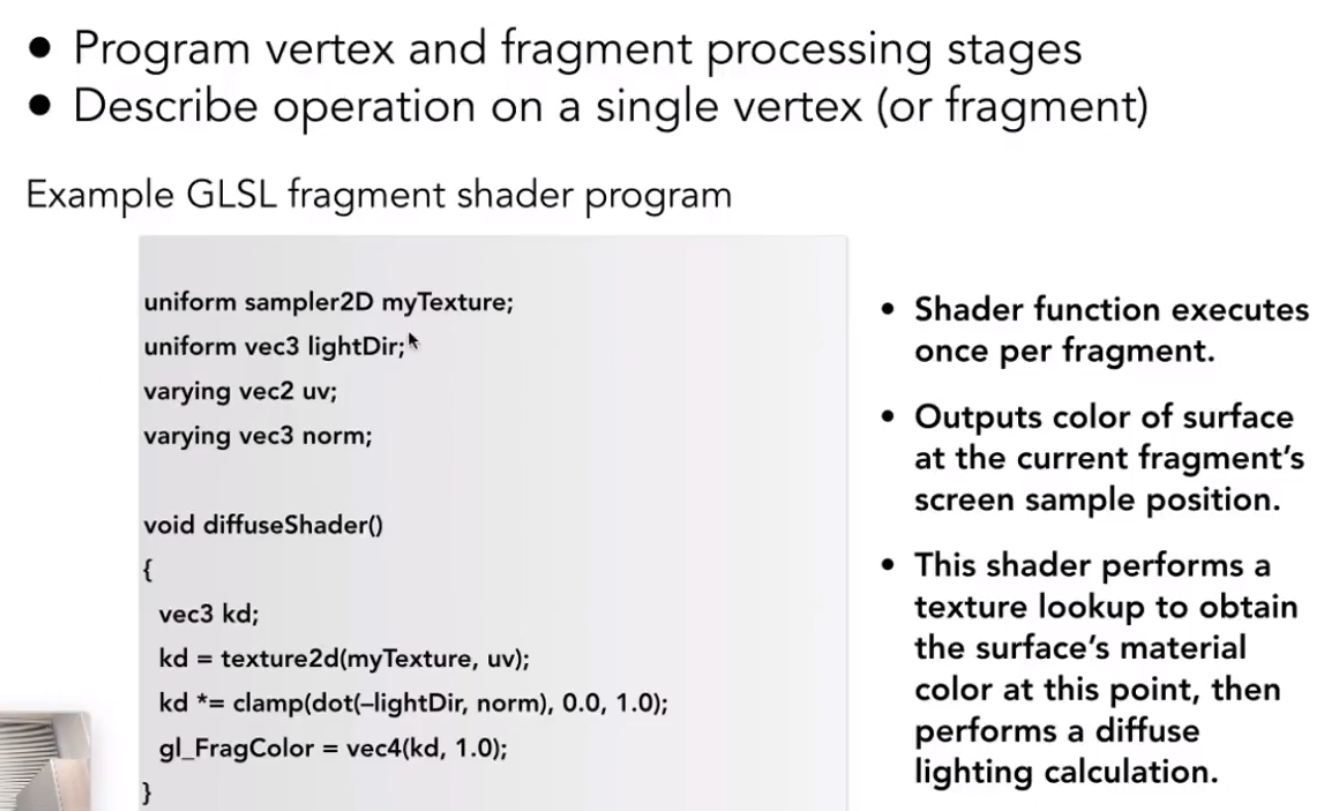 ● Program vertex and fragment processing stages
● Describe operation on a single vertex (or fragment)
Example GLSL fragment shader program
uniform sampler2D myTexture;
uniform vec3 lightDir;
varying vec2 uv;
varying vec3 norm;
void diffuseShader()
{
vec3 kd;
kd = texture2d(myTexture, uv);
kd *= clamp(dot(–lightDir, norm), 0.0, 1.0);
gl_FragColor = vec4(kd, 1.0);
}
• Shader function executes
once per fragment.
• Outputs color of surface
at the current fragment’s
screen sample position.
• This shader performs a
texture lookup to obtain
the surface’s material
color at this point, then
performs a diffuse
lighting calculation.